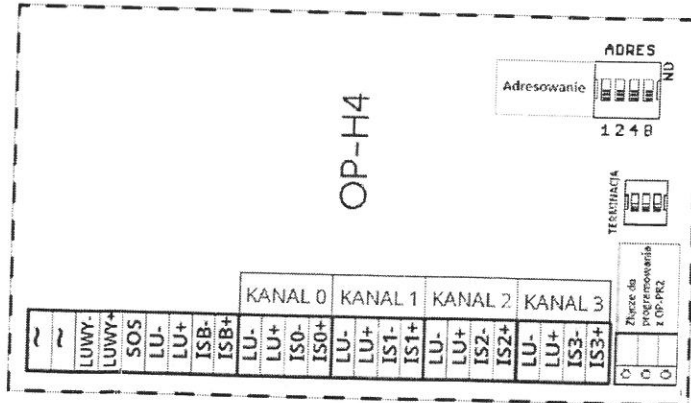 ADRES
Adresowanie
ON
1 2 4 8
OP-H4
TERMINACJA
Złącze do
programowania
z OP-PR2
KANAL 0 KANAL 1 KANAL 2 KANAL 3
~ ~ LUWY- LUWY+ SOS LU- LU+ ISB- ISB+ LU- LU+ IS0- IS0+ LU- LU+ IS1- IS1+ LU- LU+ IS2- IS2+ LU- LU+ IS3- IS3+